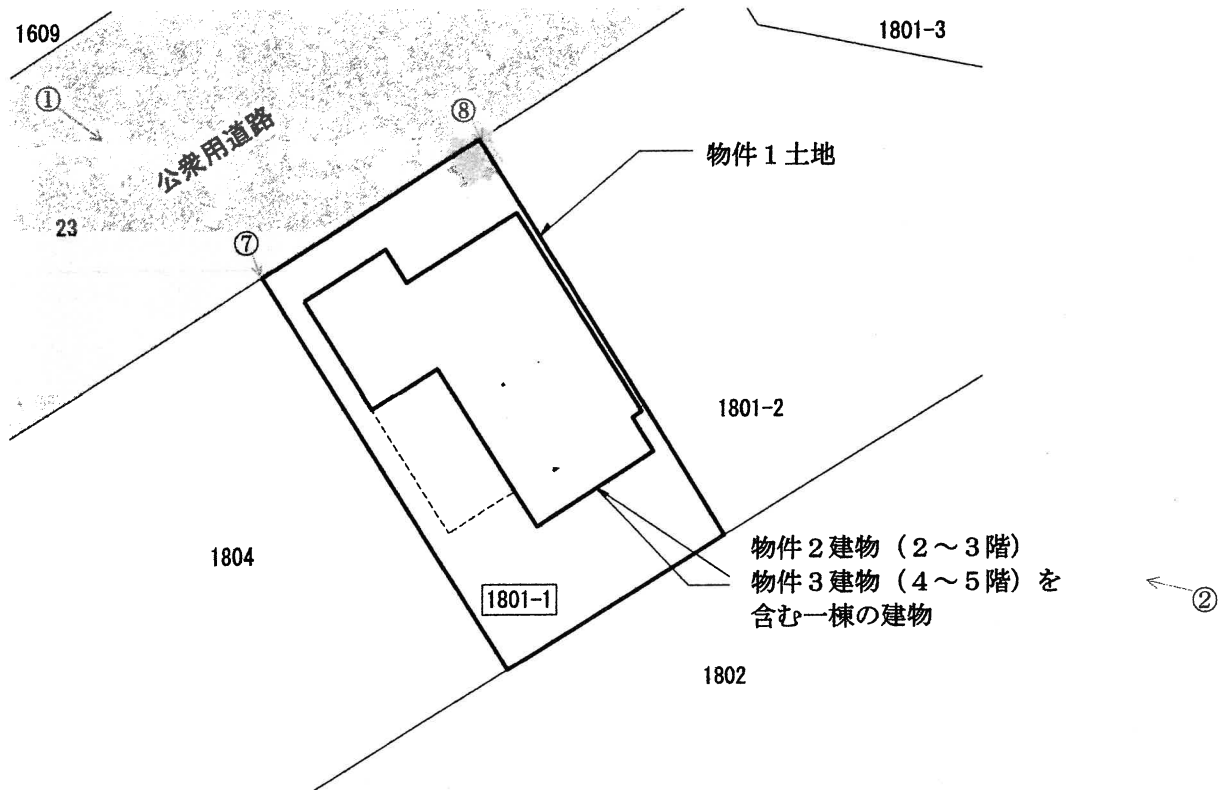 1609
1801-3
①
⑧
公衆用道路
物件1土地
23
⑦
1801-2
1804
物件2建物（2～3階）
物件3建物（4～5階）を
含む一棟の建物
1801-1
②
1802